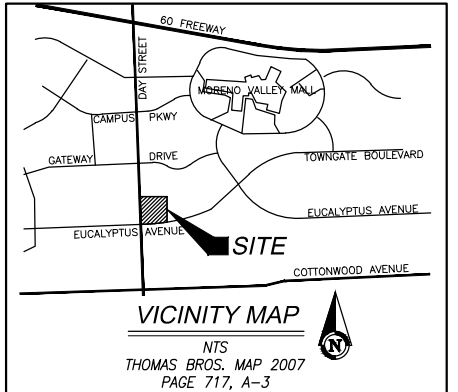 60 FREEWAY
DAY STREET
MORENO VALLEY MALL
CAMPUS PKWY
GATEWAY DRIVE
TOWNGATE BOULEVARD
EUCALYPTUS AVENUE
EUCALYPTUS AVENUE
SITE
COTTONWOOD AVENUE
VICINITY MAP
NTS
THOMAS BROS. MAP 2007
PAGE 717, A-3
N